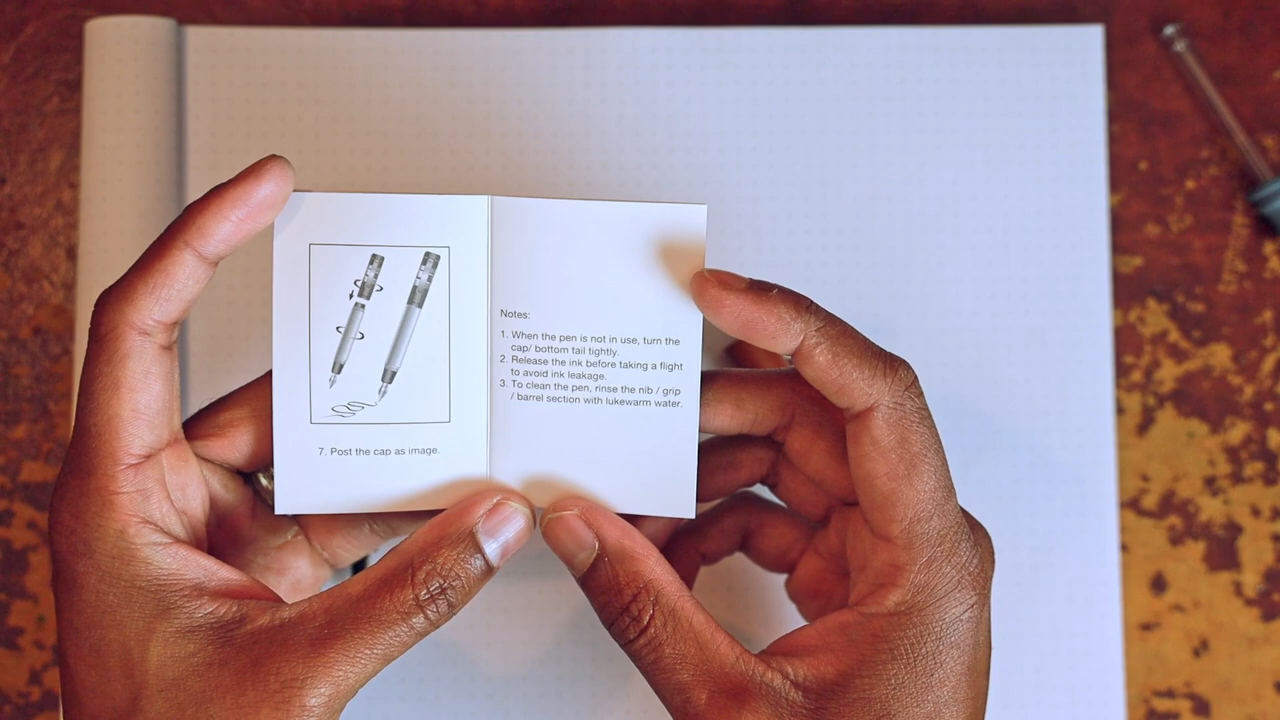 7. Post the cap as image.
Notes:
1. When the pen is not in use, turn the
cap/ bottom tail tightly.
2. Release the ink before taking a flight
to avoid ink leakage.
3. To clean the pen, rinse the nib / grip
/ barrel section with lukewarm water.